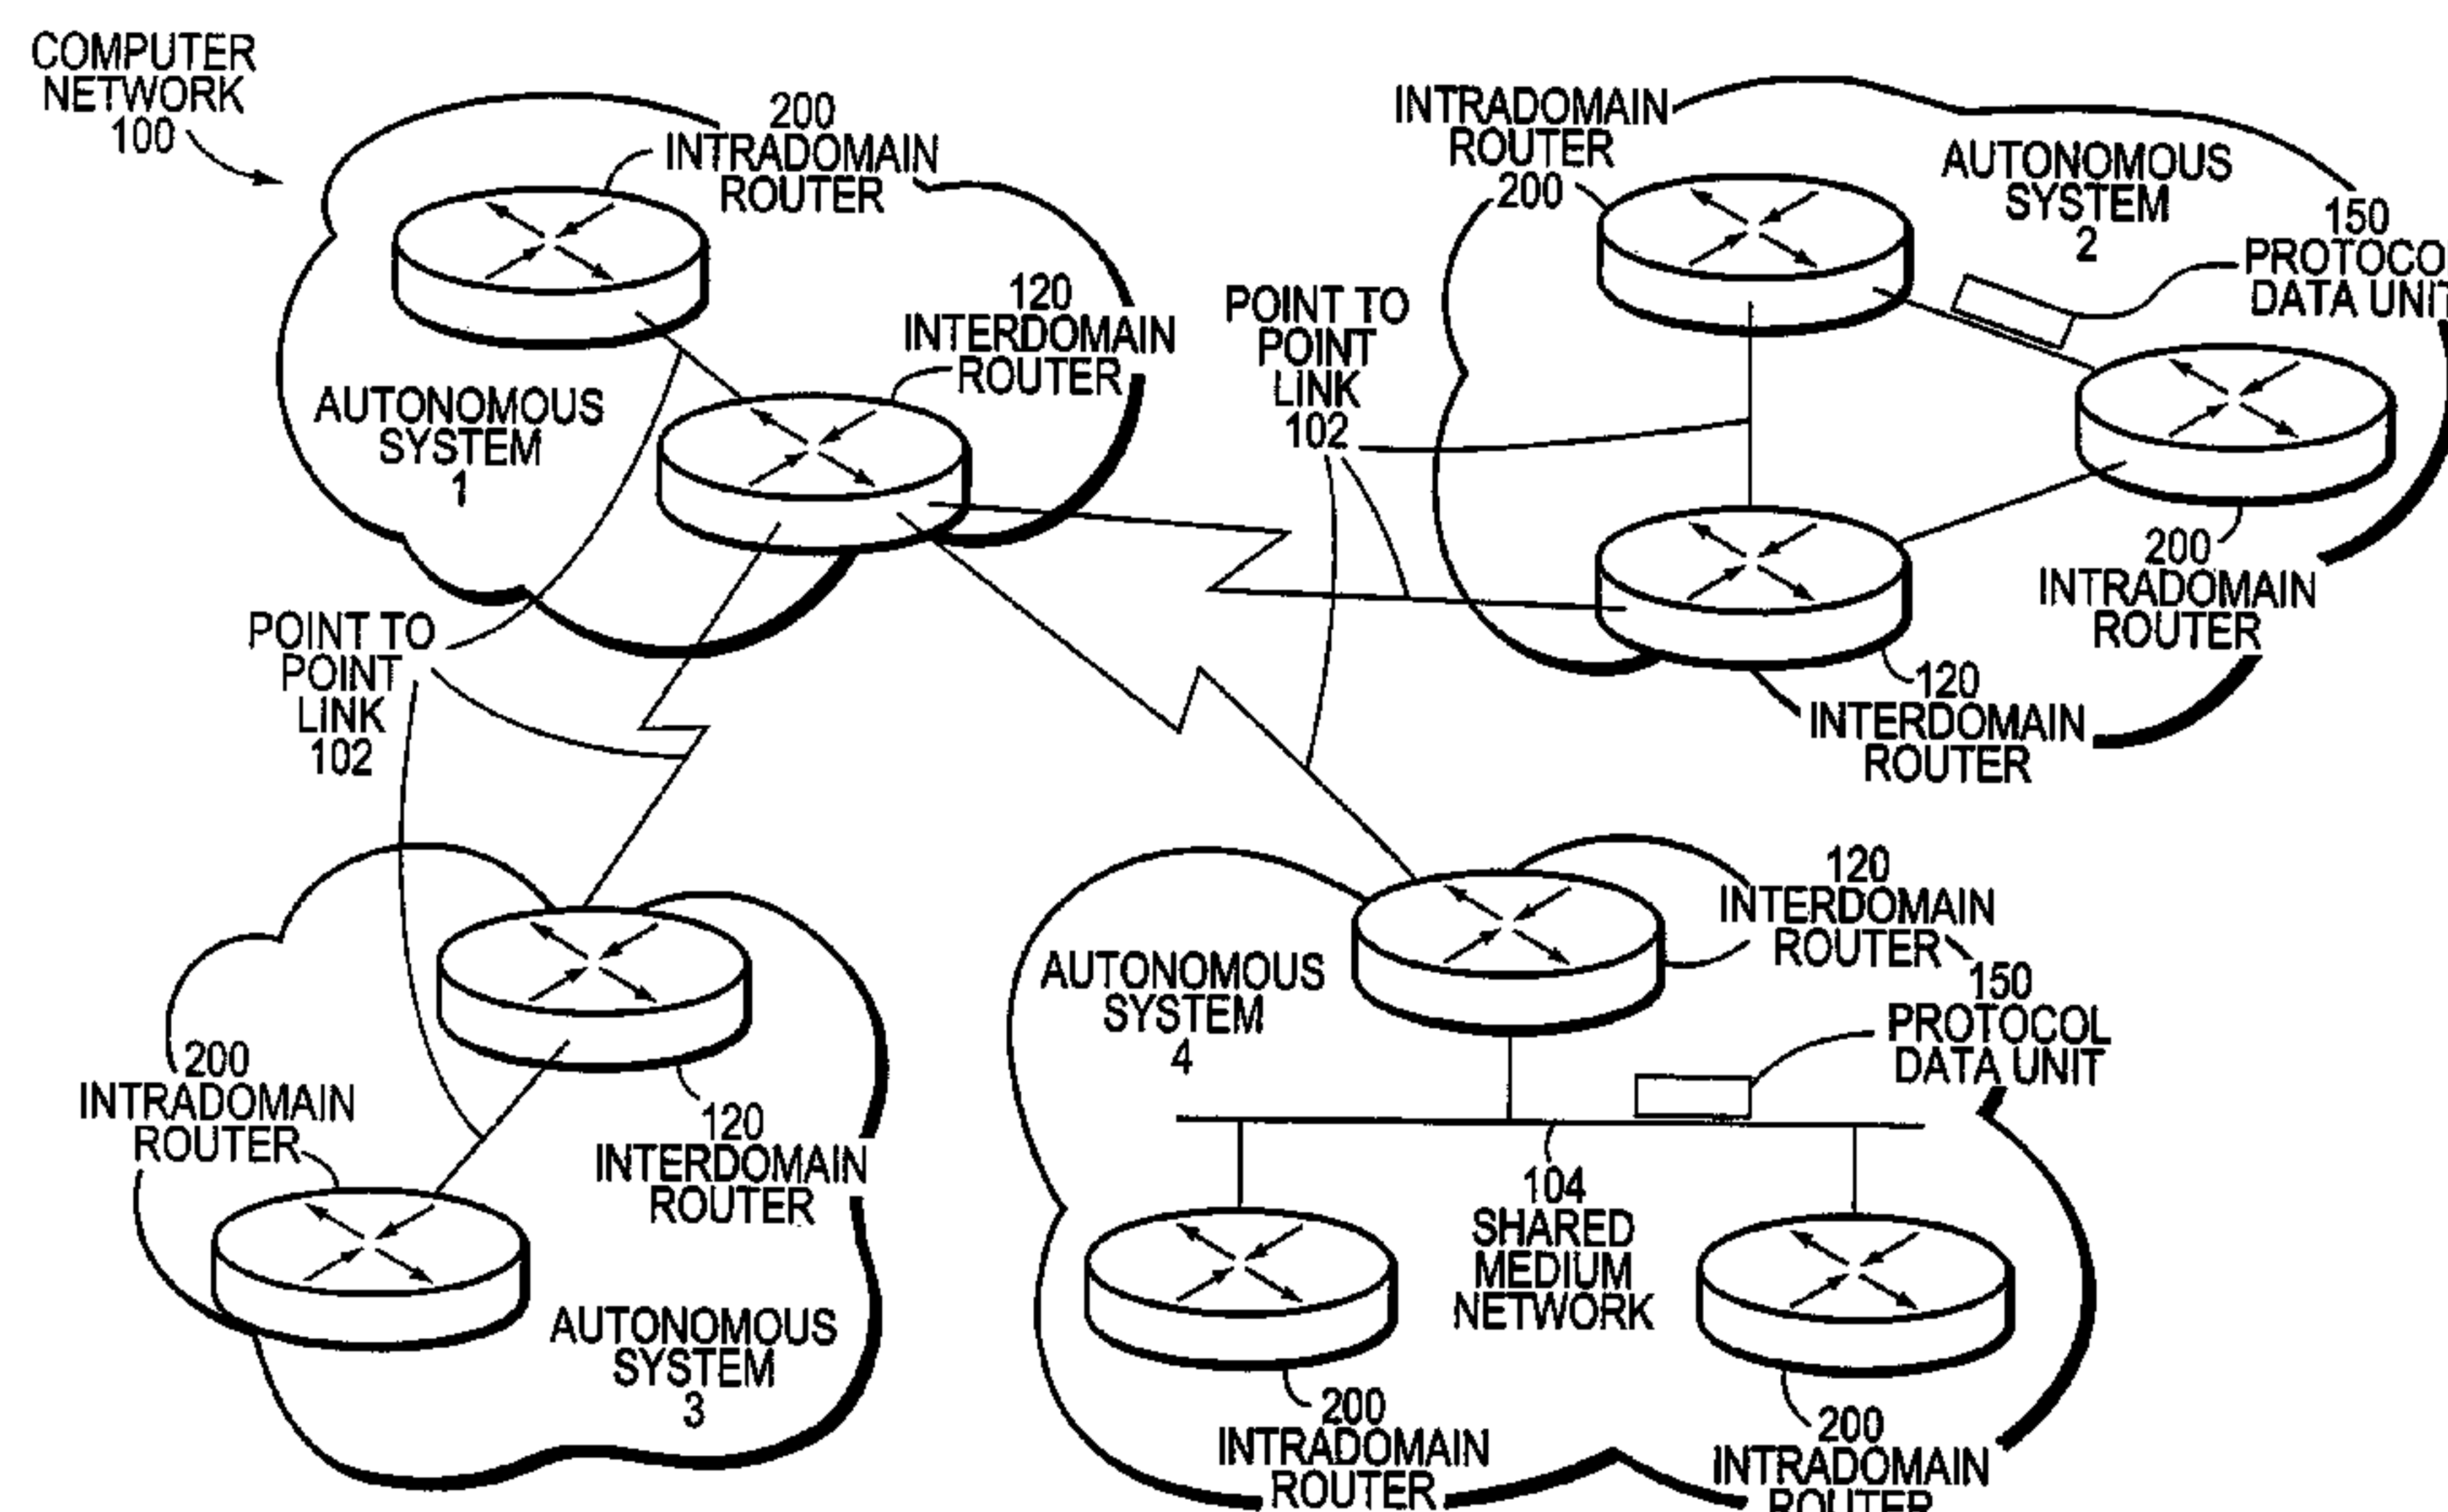 COMPUTER
NETWORK
100
200
INTRADOMAIN
ROUTER
120
INTERDOMAIN
ROUTER
AUTONOMOUS
SYSTEM
1
POINT TO
POINT
LINK
102
INTRADOMAIN
ROUTER
200
AUTONOMOUS
SYSTEM
2
150
PROTOCO
DATA UNIT
200
INTRADOMAIN
ROUTER
120
INTERDOMAIN
ROUTER
POINT TO
POINT
LINK
102
200
INTRADOMAIN
ROUTER
120
INTERDOMAIN
ROUTER
AUTONOMOUS
SYSTEM
3
120
INTERDOMAIN
ROUTER
AUTONOMOUS
SYSTEM
4
150
PROTOCOL
DATA UNIT
104
SHARED
MEDIUM
NETWORK
200
INTRADOMAIN
ROUTER
200
INTRADOMAIN
ROUTER